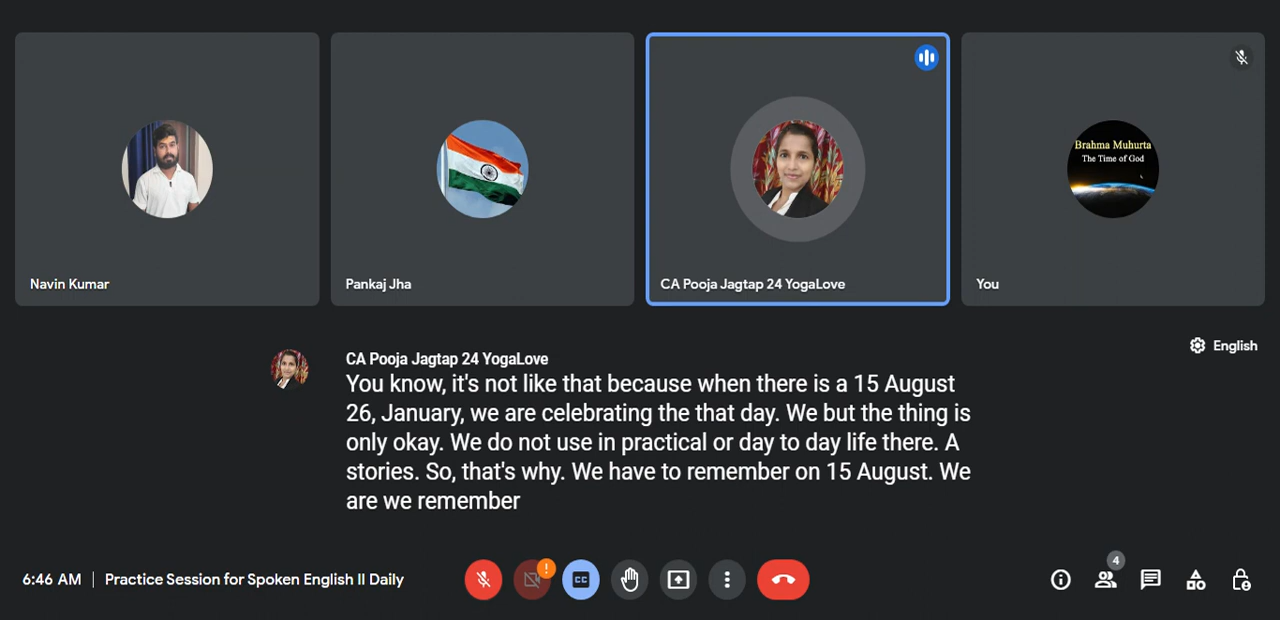 Brahma Muhurta
The Time of God
Navin Kumar
Pankaj Jha
CA Pooja Jagtap 24 YogaLove
You
English
CA Pooja Jagtap 24 YogaLove
You know, it's not like that because when there is a 15 August
26, January, we are celebrating the that day. We but the thing is
only okay. We do not use in practical or day to day life there. A
stories. So, that's why. We have to remember on 15 August. We
are we remember
6:46 AM | Practice Session for Spoken English II Daily
!
CC
4